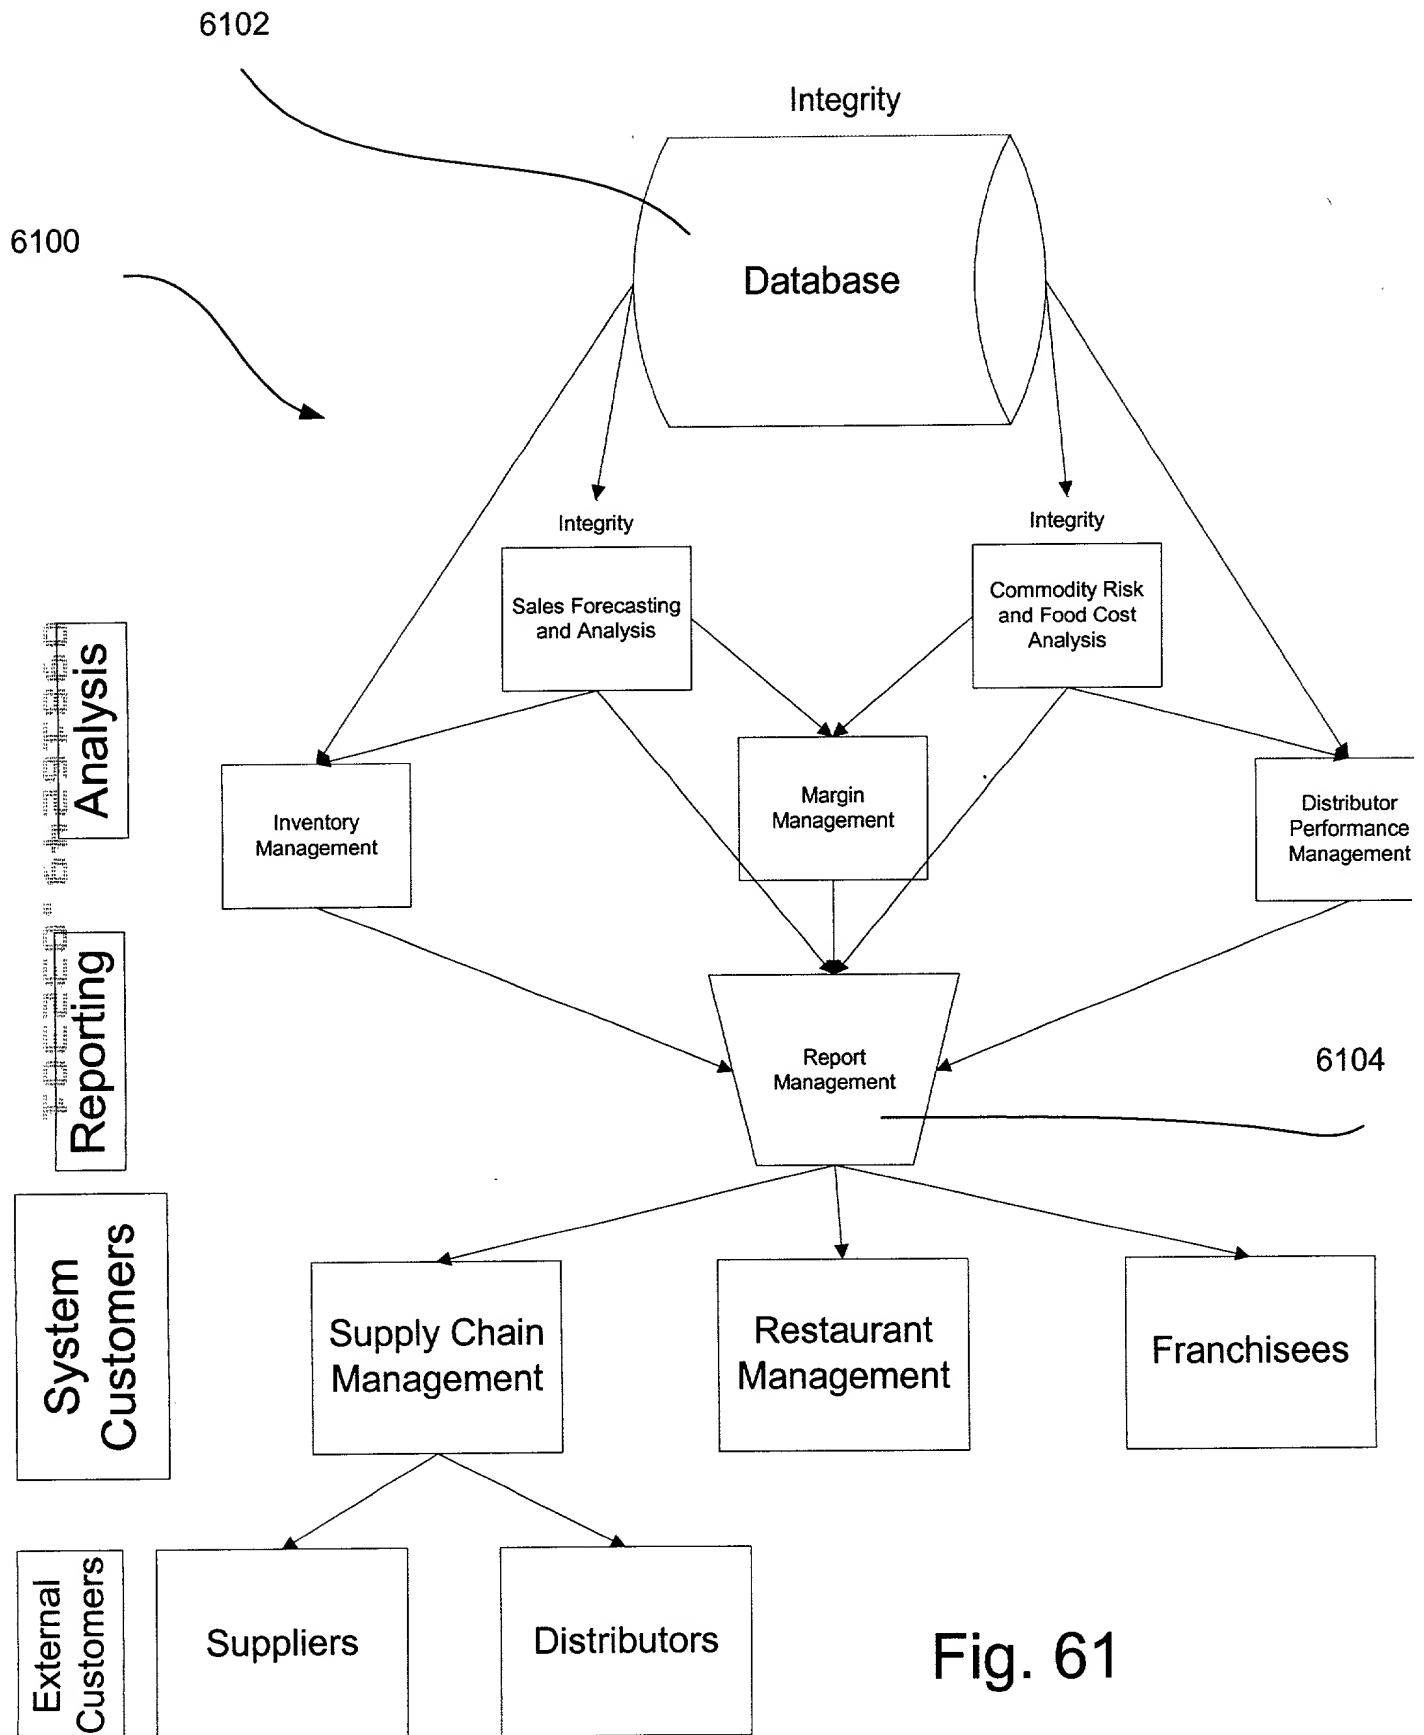 6102
Integrity
6100
Database
Integrity
Integrity
Sales Forecasting
and Analysis
Commodity Risk
and Food Cost
Analysis
Analysis
Inventory
Management
Margin
Management
Distributor
Performance
Management
Reporting
Report
Management
6104
System
Customers
Supply Chain
Management
Restaurant
Management
Franchisees
External
Customers
Suppliers
Distributors
Fig. 61